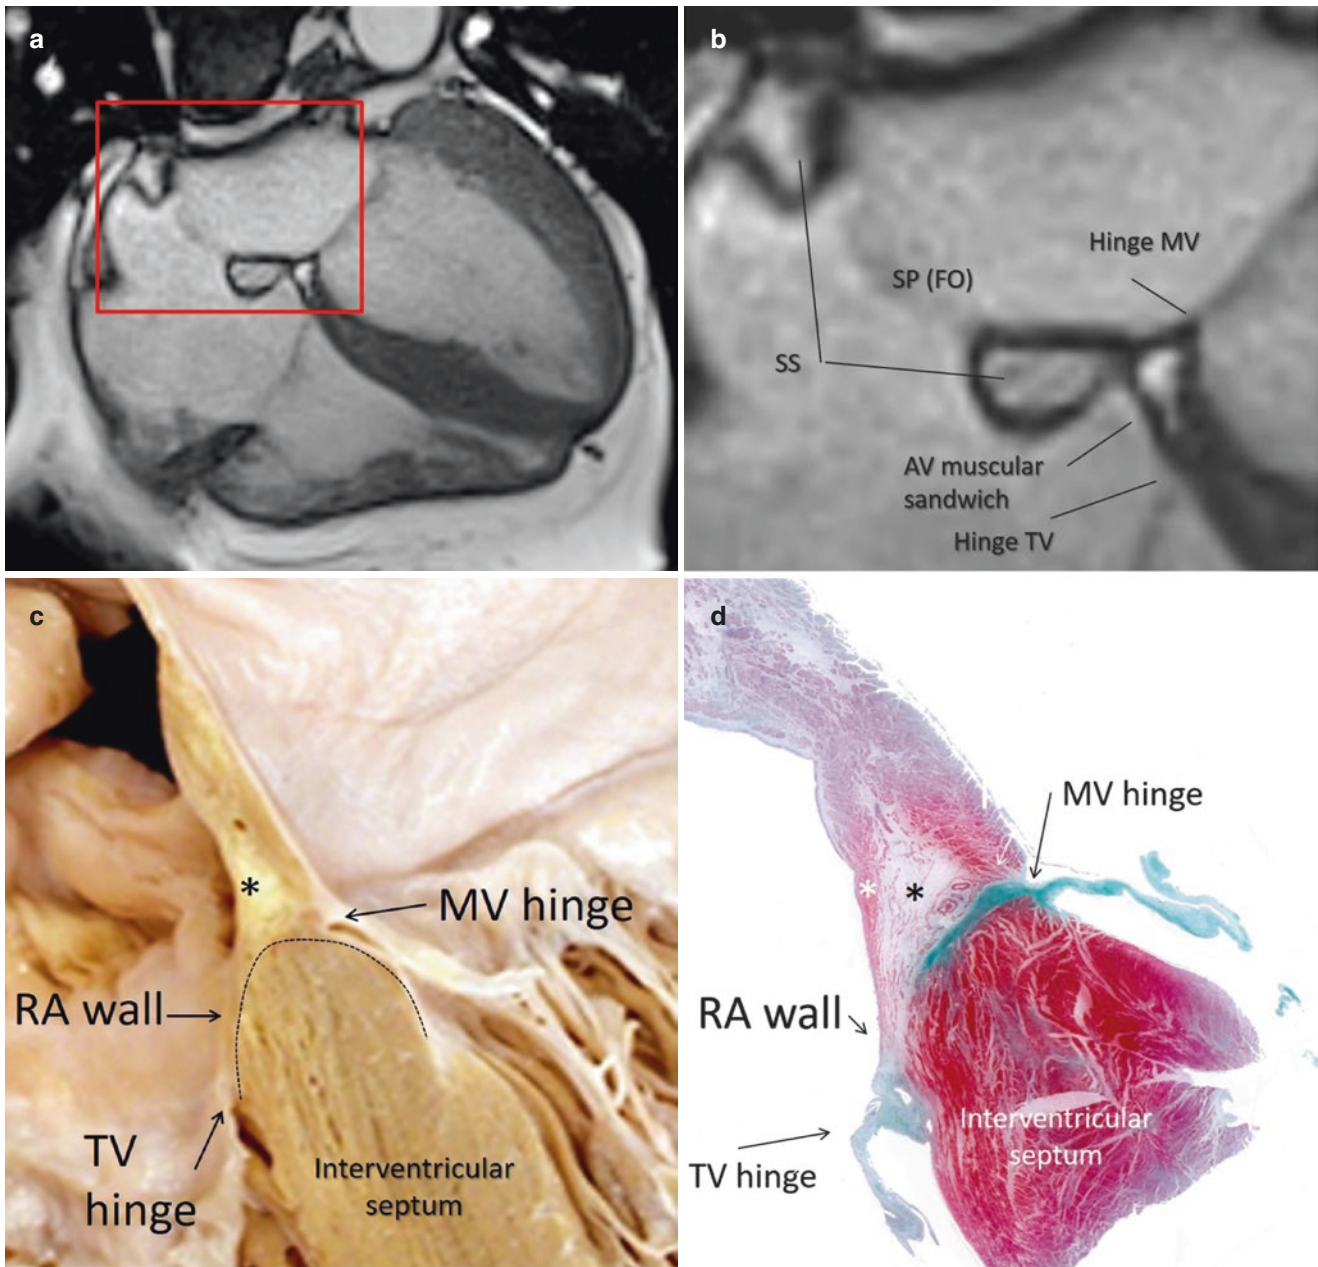 a
b
Hinge MV
SP (FO)
SS
AV muscular
sandwich
Hinge TV
c
*
MV hinge
RA wall
TV
hinge
Interventricular
septum
d
MV hinge
* *
RA wall
Interventricular
septum
TV hinge